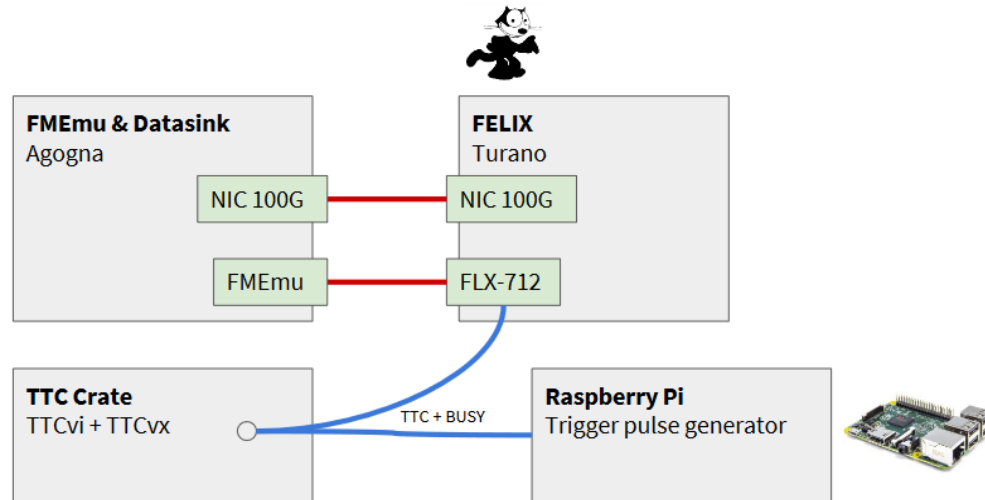 FMEmu & Datasink
Agogna
NIC 100G
FMEmu
FELIX
Turano
NIC 100G
FLX-712
TTC Crate
TTCvi + TTCvx
TTC + BUSY
Raspberry Pi
Trigger pulse generator